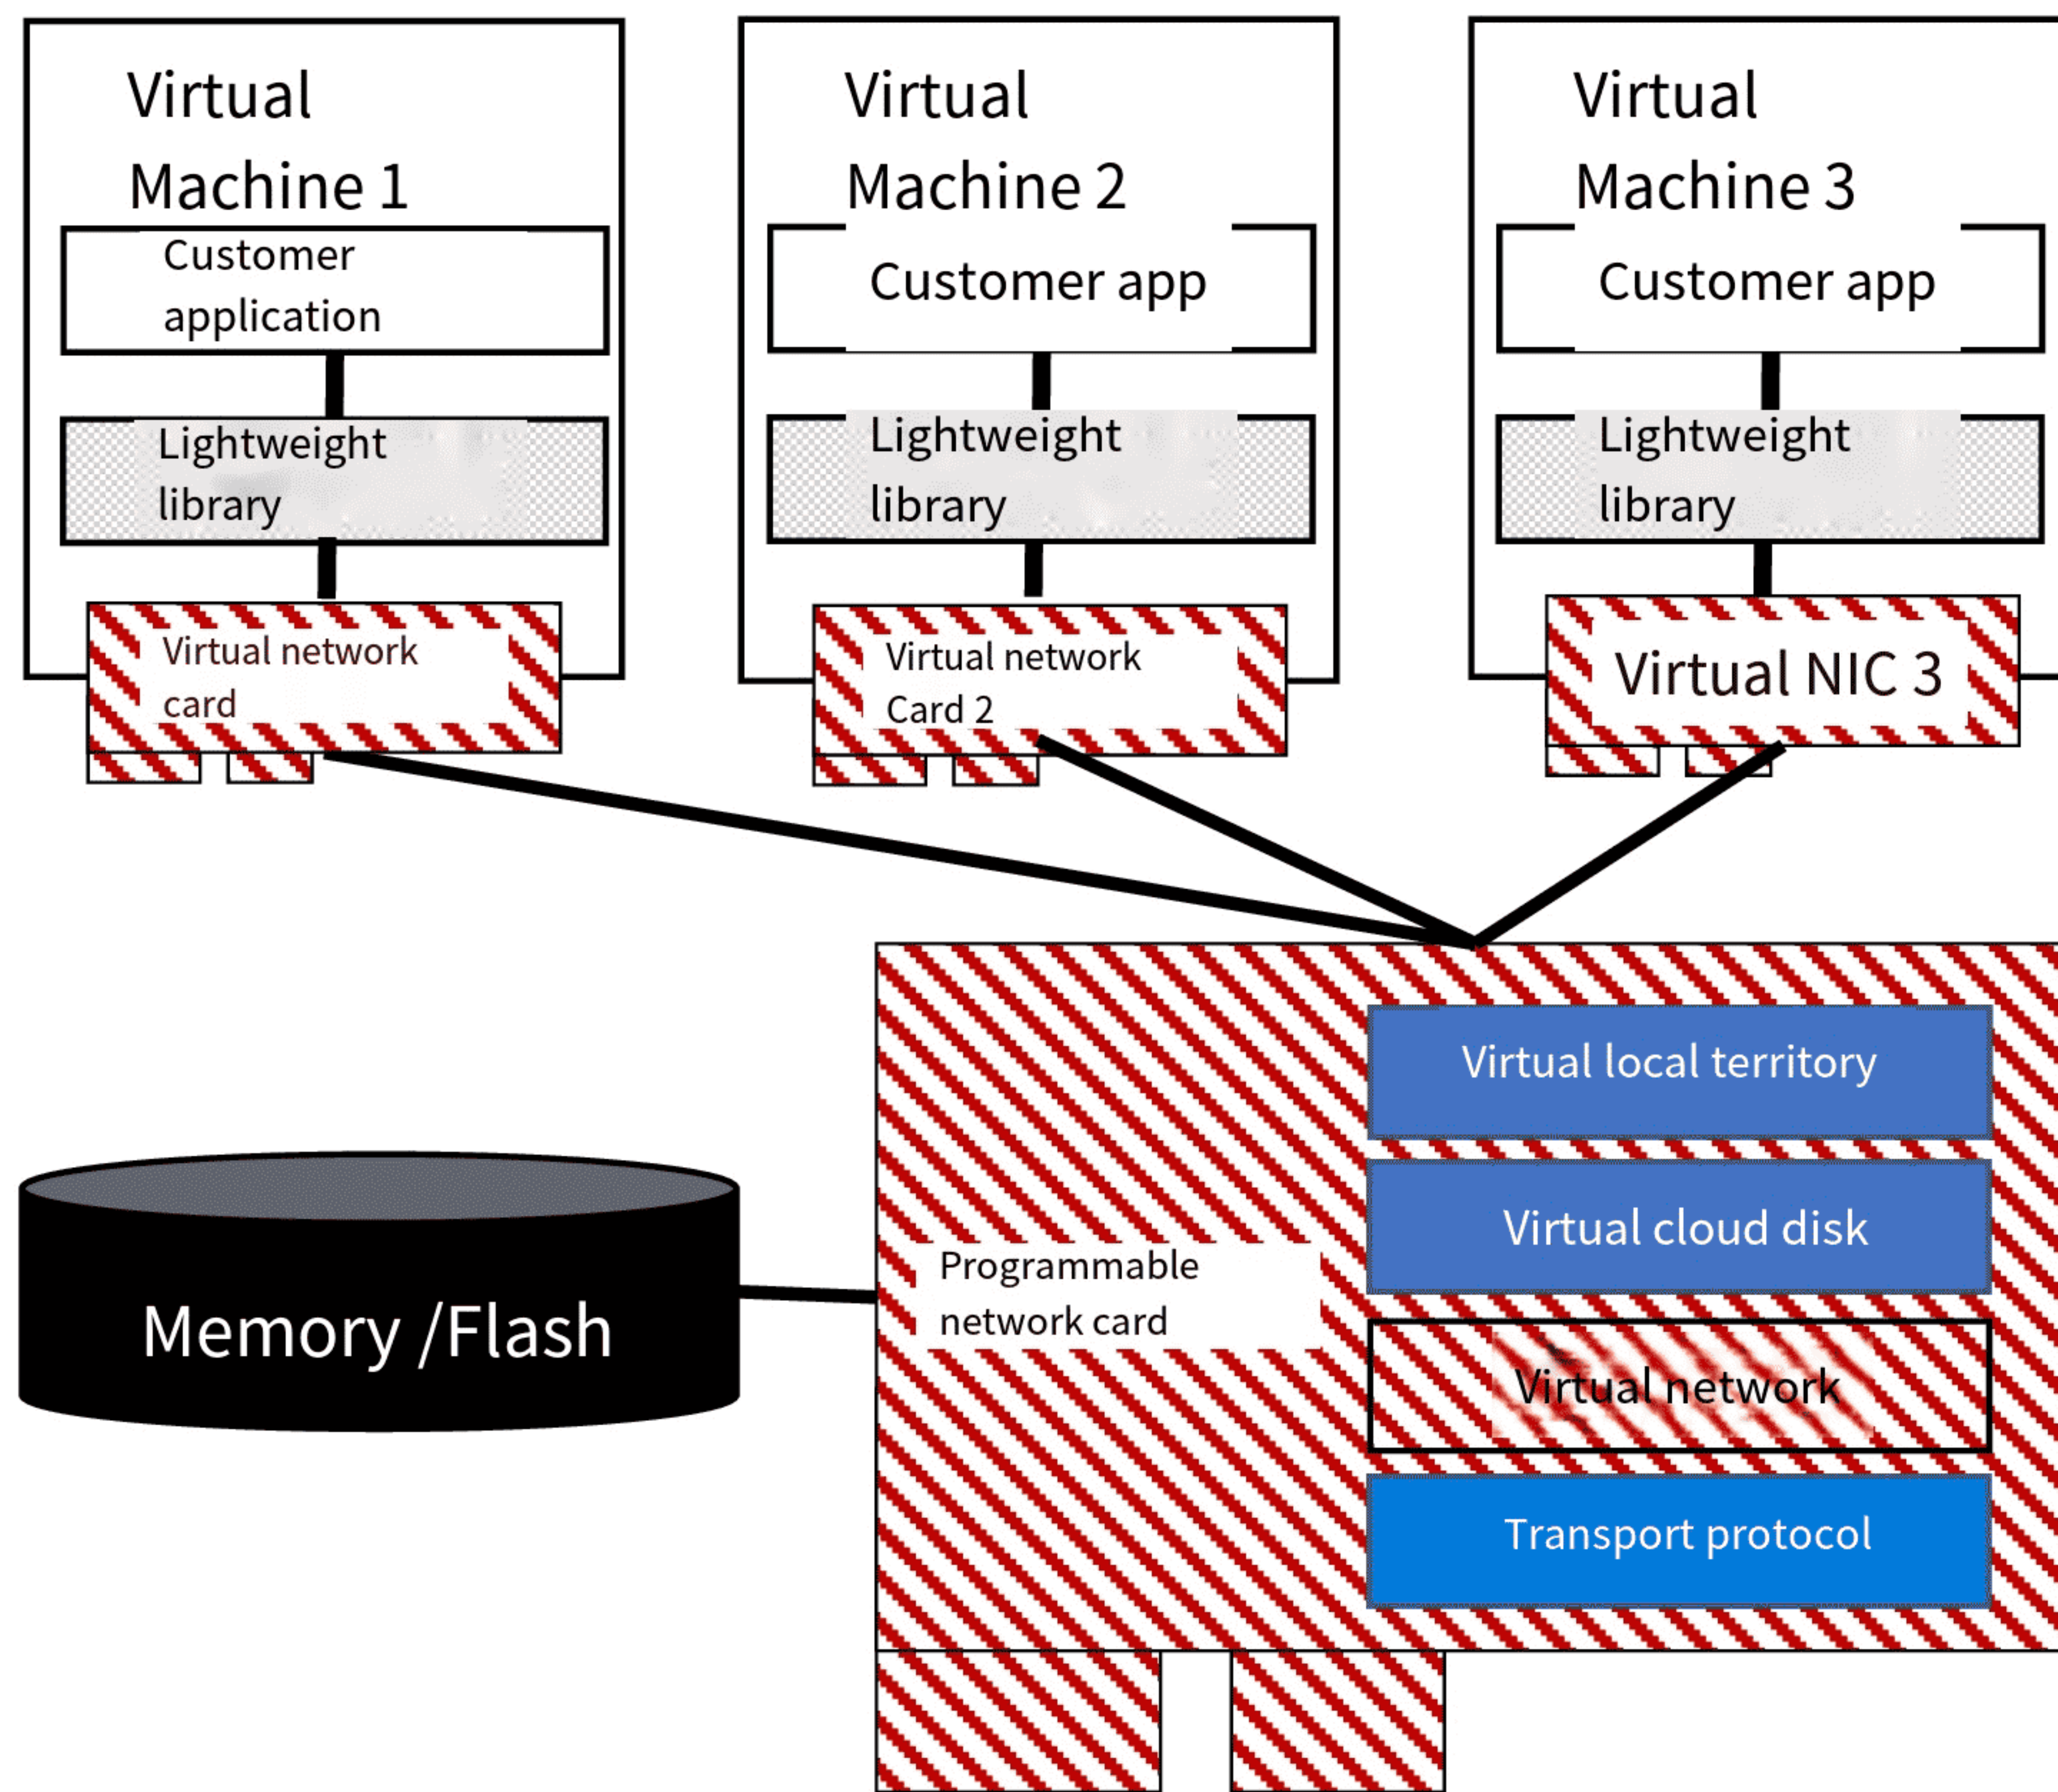 Virtual
Machine 1
Customer
application
Lightweight
library
Virtual network
card
Virtual
Machine 2
Customer app
Lightweight
library
Virtual network
Card 2
Virtual
Machine 3
Customer app
Lightweight
library
Virtual NIC 3
Memory /Flash
Programmable
network card
Virtual local territory
Virtual cloud disk
Virtual network
Transport protocol